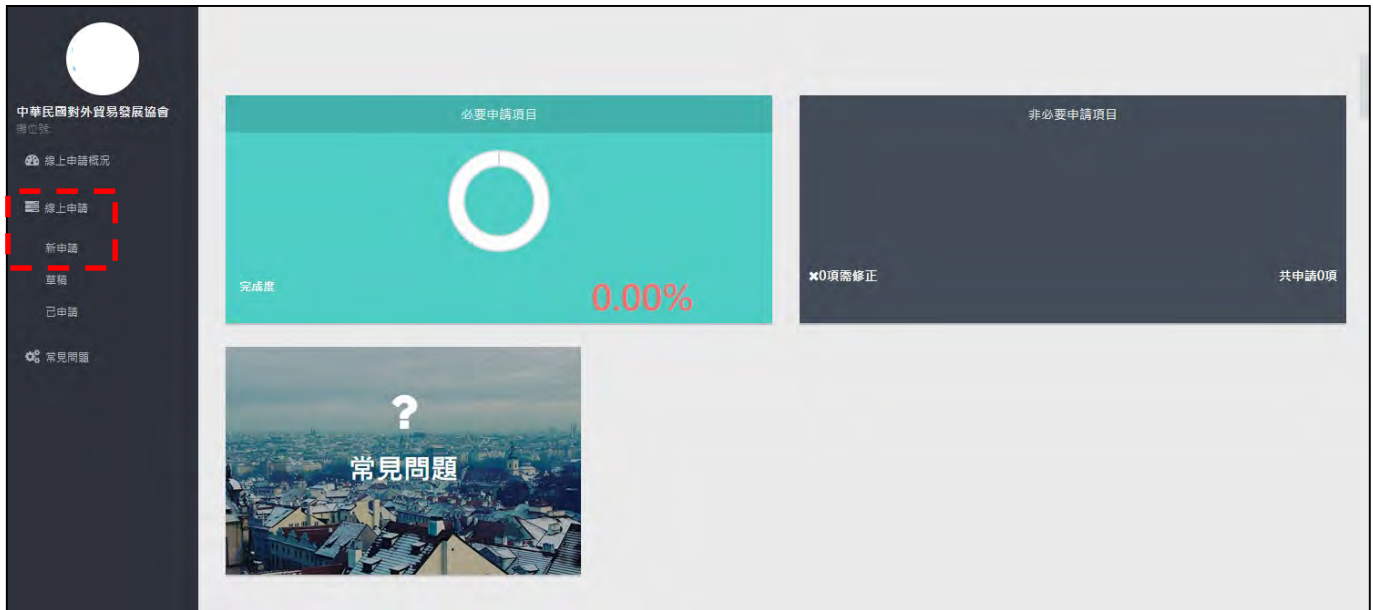 中華民國對外貿易發展協會
攤位號:
線上申請概況
線上申請
新申請
草稿
已申請
常見問題
必要申請項目
完成度
0.00%
非必要申請項目
✖0項需修正
共申請0項
?
常見問題